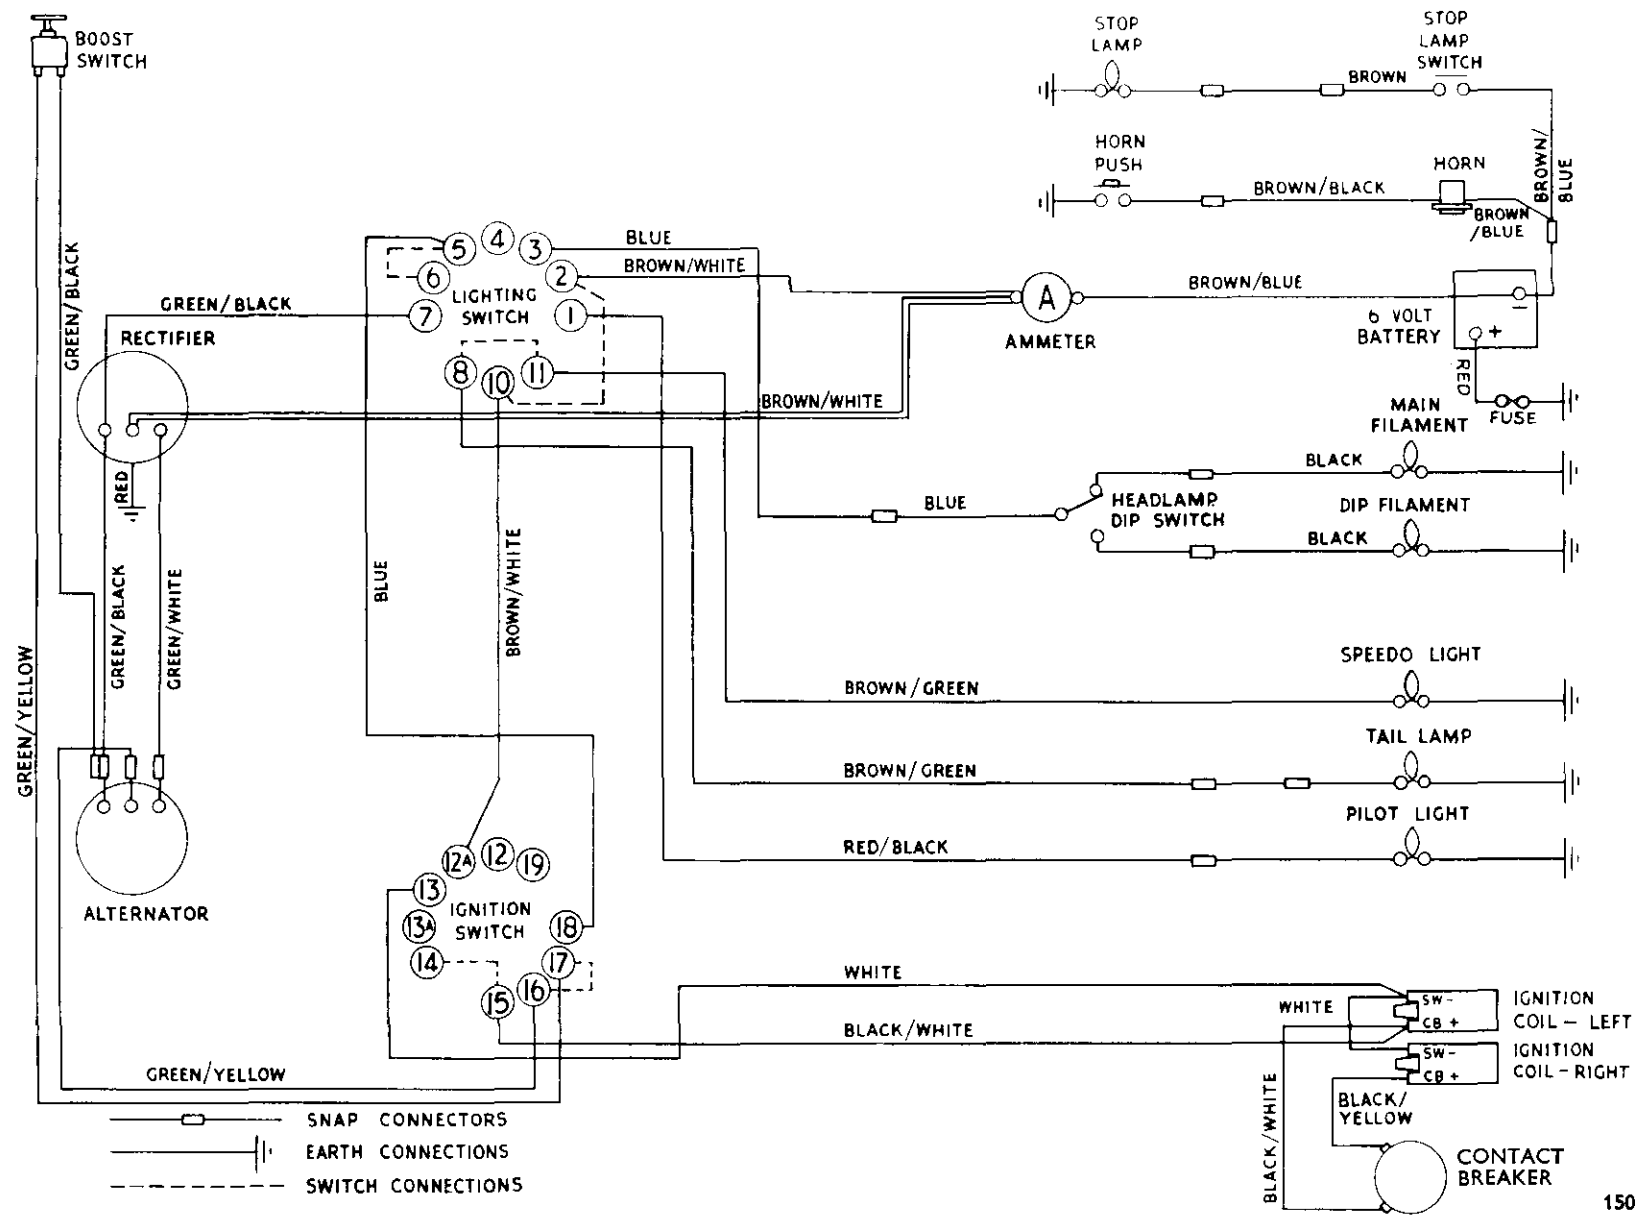 BOOST
SWITCH
STOP
LAMP
BROWN
STOP
LAMP
SWITCH
BROWN/
BLUE
HORN
PUSH
BROWN/BLACK
HORN
BROWN
/BLUE
GREEN/BLACK
5
4
3
BLUE
6
2
BROWN/WHITE
7
LIGHTING
SWITCH
1
GREEN/BLACK
RECTIFIER
8
10
11
A
AMMETER
BROWN/BLUE
6 VOLT
BATTERY
-
+
RED
FUSE
BROWN/WHITE
RED
MAIN
FILAMENT
BLACK
BLUE
HEADLAMP
DIP SWITCH
DIP FILAMENT
BLACK
GREEN/BLACK
GREEN/WHITE
BLUE
BROWN/WHITE
GREEN/YELLOW
SPEEDO LIGHT
BROWN/GREEN
TAIL LAMP
BROWN/GREEN
PILOT LIGHT
RED/BLACK
ALTERNATOR
12A
12
19
13
IGNITION
SWITCH
13A
18
14
17
15
16
WHITE
WHITE
BLACK/WHITE
SW-
CB +
IGNITION
COIL - LEFT
SW-
CB +
IGNITION
COIL-RIGHT
GREEN/YELLOW
BLACK/WHITE
BLACK/
YELLOW
CONTACT
BREAKER
SNAP CONNECTORS
EARTH CONNECTIONS
SWITCH CONNECTIONS
150